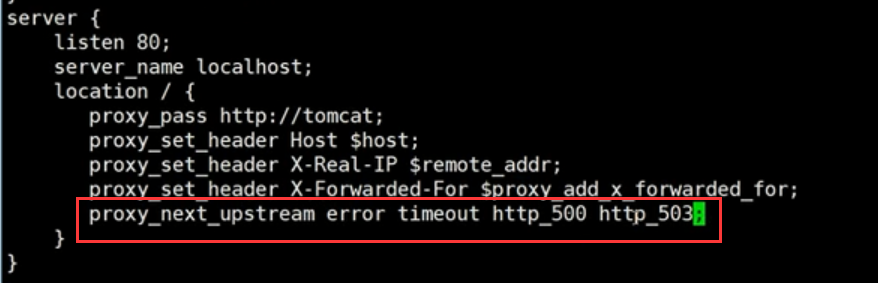 server {
    listen 80;
    server_name localhost;
    location / {
       proxy_pass http://tomcat;
       proxy_set_header Host $host;
       proxy_set_header X-Real-IP $remote_addr;
       proxy_set_header X-Forwarded-For $proxy_add_x_forwarded_for;
       proxy_next_upstream error timeout http_500 http_503;
    }
}